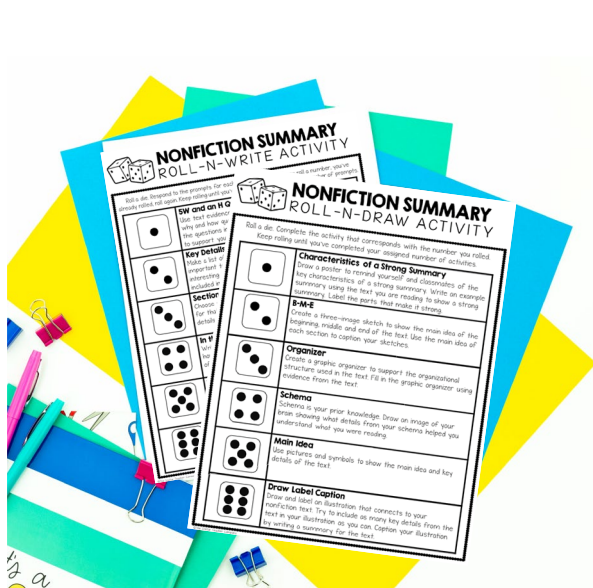 NONFICTION SUMMARY
ROLL-N-WRITE ACTIVITY
Roll a die. Respond to the prompts for each
roll a number, you've
already rolled, roll again. Keep rolling until you
number of prompts.
5W and an H Q
Use text evidence
why and how qu
the questions in
to support you
Key Details
Make a list of
important t
interesting
included in
Section
Choose
for the
details
In H
Wr
NONFICTION SUMMARY
ROLL-N-DRAW ACTIVITY
Roll a die. Complete the activity that corresponds with the number you rolled.
Keep rolling until you've completed your assigned number of activities.
Characteristics of a Strong Summary
Draw a poster to remind yourself and classmates of the
key characteristics of a strong summary. Write an example
summary using the text you are reading to show a strong
summary. Label the parts that make it strong.
B-M-E
Create a three-image sketch to show the main idea of the
beginning, middle and end of the text. Use the main idea of
each section to caption your sketches.
Organizer
Create a graphic organizer to support the organizational
structure used in the text. Fill in the graphic organizer using
evidence from the text.
Schema
Schema is your prior knowledge. Draw an image of your
brain showing what details from your schema helped you
understand what you were reading.
Main Idea
Use pictures and symbols to show the main idea and key
details of the text.
Draw Label Caption
Draw and label an illustration that connects to your
nonfiction text. Try to include as many key details from the
text in your illustration as you can. Caption your illustration
by writing a summary for the text.
's a